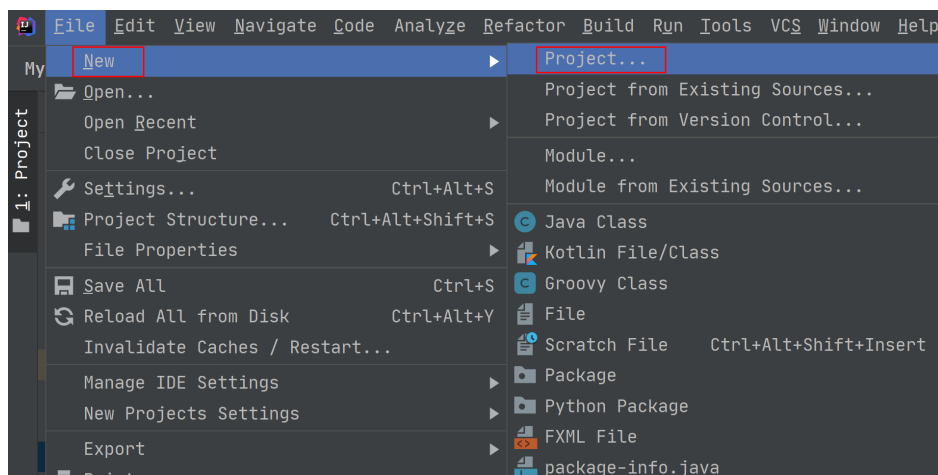 File Edit View Navigate Code Analyze Refactor Build Run Tools VCS Window Help
My
1: Project
New
Open...
Open Recent
Close Project
Settings... Ctrl+Alt+S
Project Structure... Ctrl+Alt+Shift+S
File Properties
Save All Ctrl+S
Reload All from Disk Ctrl+Alt+Y
Invalidate Caches / Restart...
Manage IDE Settings
New Projects Settings
Export
Project...
Project from Existing Sources...
Project from Version Control...
Module...
Module from Existing Sources...
Java Class
Kotlin File/Class
Groovy Class
File
Scratch File Ctrl+Alt+Shift+Insert
Package
Python Package
FXML File
package-info.java